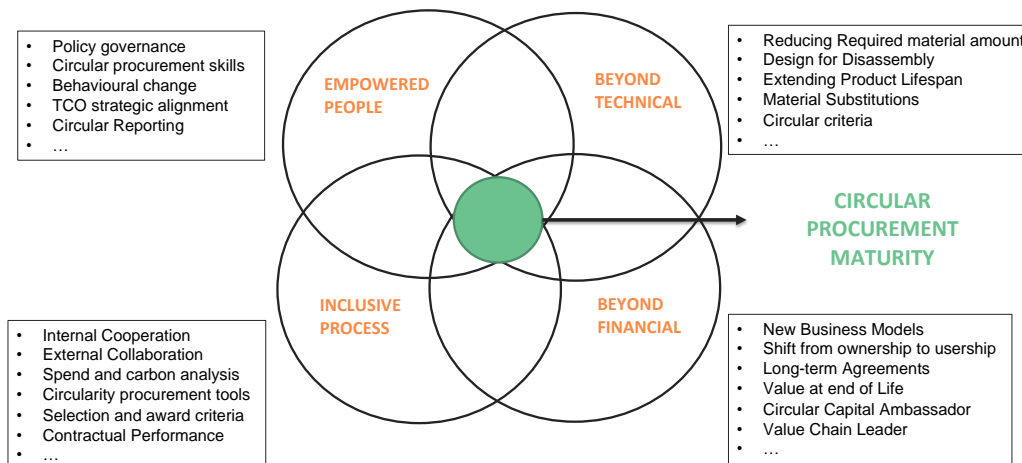 • Policy governance
• Circular procurement skills
• Behavioural change
• TCO strategic alignment
• Circular Reporting
• …
EMPOWERED
PEOPLE
BEYOND
TECHNICAL
• Reducing Required material amount
• Design for Disassembly
• Extending Product Lifespan
• Material Substitutions
• Circular criteria
• …
CIRCULAR
PROCUREMENT
MATURITY
• Internal Cooperation
• External Collaboration
• Spend and carbon analysis
• Circularity procurement tools
• Selection and award criteria
• Contractual Performance
• …
INCLUSIVE
PROCESS
BEYOND
FINANCIAL
• New Business Models
• Shift from ownership to usership
• Long-term Agreements
• Value at end of Life
• Circular Capital Ambassador
• Value Chain Leader
• …